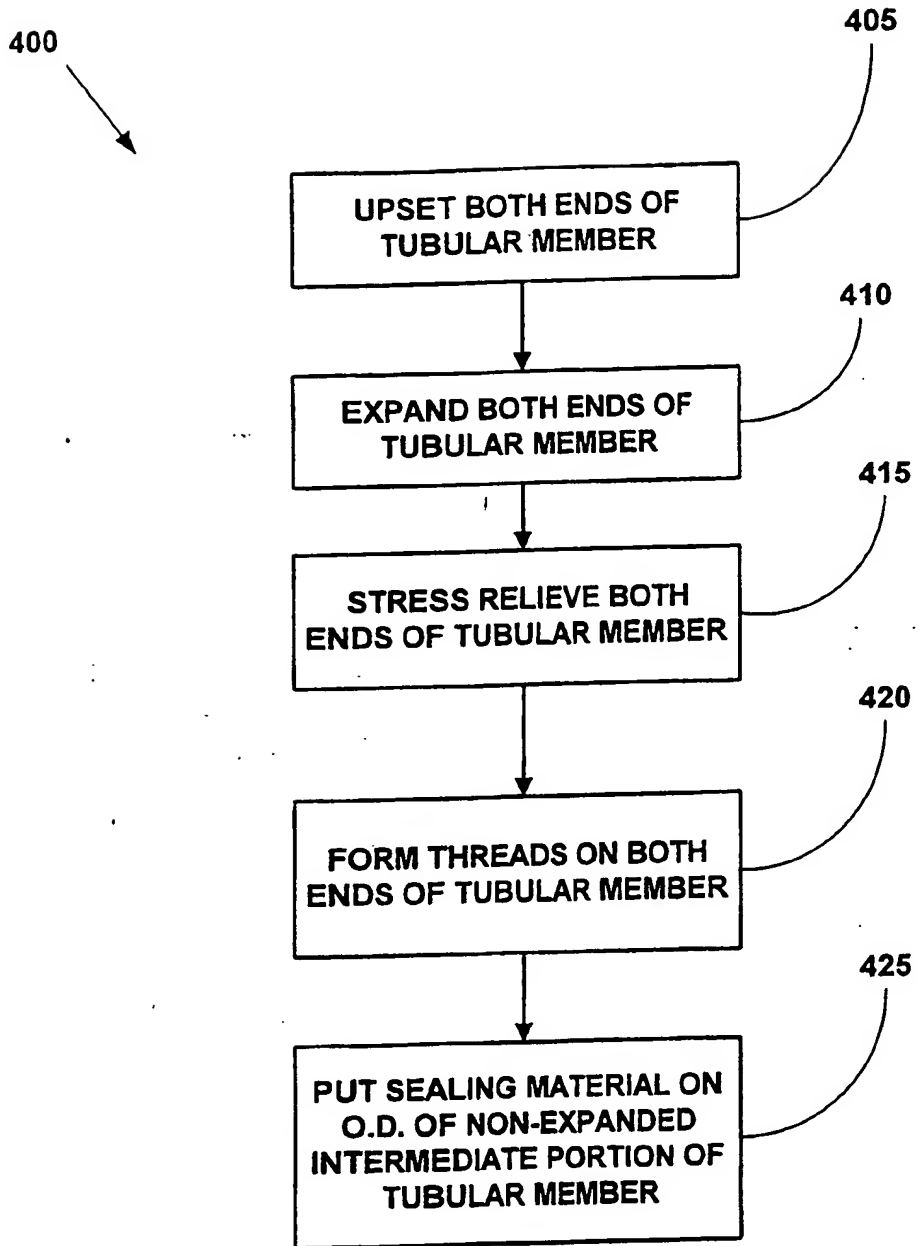 400
405
UPSET BOTH ENDS OF
TUBULAR MEMBER
410
EXPAND BOTH ENDS OF
TUBULAR MEMBER
415
STRESS RELIEVE BOTH
ENDS OF TUBULAR MEMBER
420
FORM THREADS ON BOTH
ENDS OF TUBULAR MEMBER
425
PUT SEALING MATERIAL ON
O.D. OF NON-EXPANDED
INTERMEDIATE PORTION OF
TUBULAR MEMBER